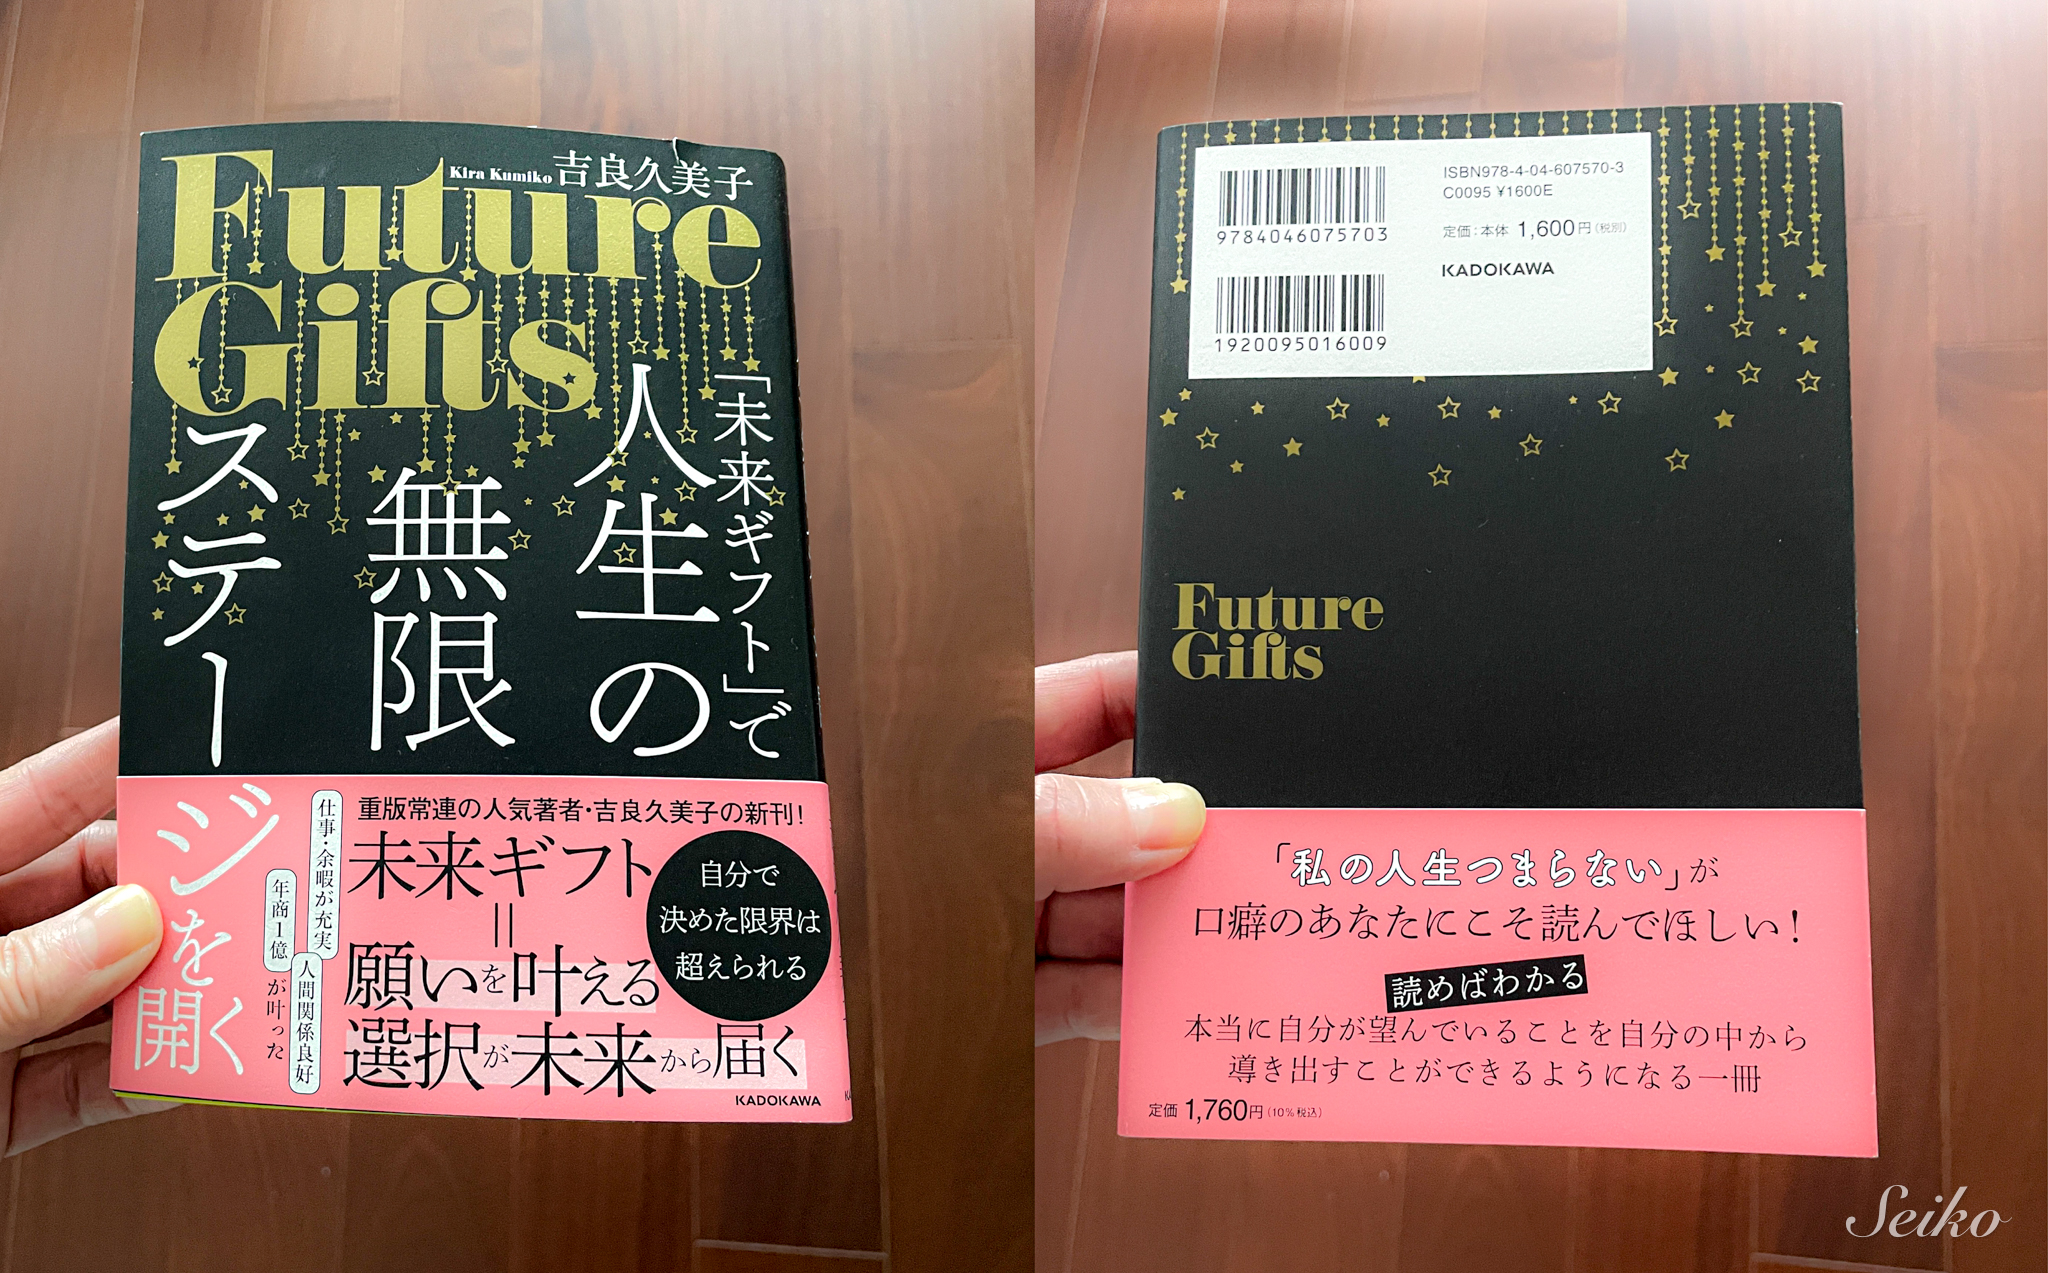 Future
Gifts
Kira Kumiko 吉良久美子
「未来ギフト」で
人生の
無限
ステージを開く
重版常連の人気著者・吉良久美子の新刊!
未来ギフト
=
願いを叶える
選択が未来から届く
自分で
決めた限界は
超えられる
仕事・余暇が充実
年商1億
人間関係良好
が叶った
KADOKAWA
9784046075703
1920095016009
ISBN978-4-04-607570-3
C0095 ¥1600E
定価:本体 1,600円(税別)
KADOKAWA
Future
Gifts
「私の人生つまらない」が
口癖のあなたにこそ読んでほしい!
読めばわかる
本当に自分が望んでいることを自分の中から
導き出すことができるようになる一冊
定価 1,760円(10%税込)
Seiko